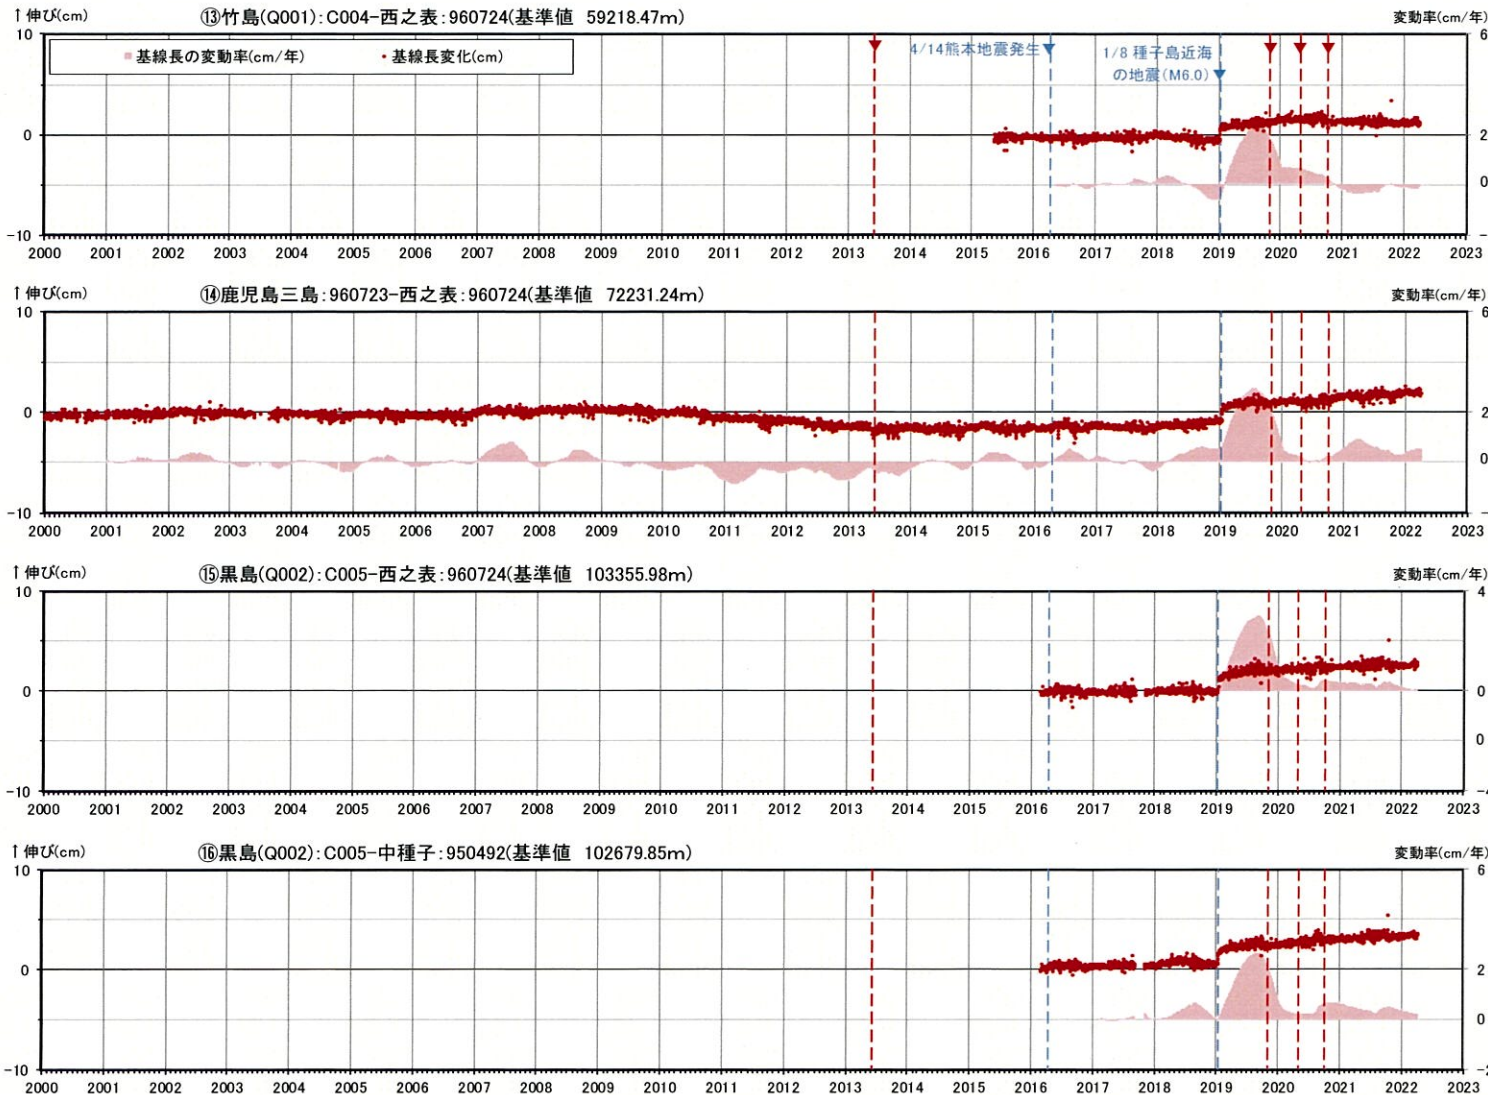 ↑伸び(cm) ⑬竹島(Q001):C004-西之表:960724(基準値 59218.47m) 変動率(cm/年)
10 6
基線長の変動率(cm/年) 基線長変化(cm)
4/14熊本地震発生
1/8 種子島近海
の地震(M6.0)
0 2
0
-10
2000 2001 2002 2003 2004 2005 2006 2007 2008 2009 2010 2011 2012 2013 2014 2015 2016 2017 2018 2019 2020 2021 2022 2023
↑伸び(cm) ⑭鹿児島三島:960723-西之表:960724(基準値 72231.24m) 変動率(cm/年)
10 6
0 2
0
-10
2000 2001 2002 2003 2004 2005 2006 2007 2008 2009 2010 2011 2012 2013 2014 2015 2016 2017 2018 2019 2020 2021 2022 2023
↑伸び(cm) ⑮黒島(Q002):C005-西之表:960724(基準値 103355.98m) 変動率(cm/年)
10 4
0 0
0
-10 -4
2000 2001 2002 2003 2004 2005 2006 2007 2008 2009 2010 2011 2012 2013 2014 2015 2016 2017 2018 2019 2020 2021 2022 2023
↑伸び(cm) ⑯黒島(Q002):C005-中種子:950492(基準値 102679.85m) 変動率(cm/年)
10 6
0 2
0
-10 -2
2000 2001 2002 2003 2004 2005 2006 2007 2008 2009 2010 2011 2012 2013 2014 2015 2016 2017 2018 2019 2020 2021 2022 2023